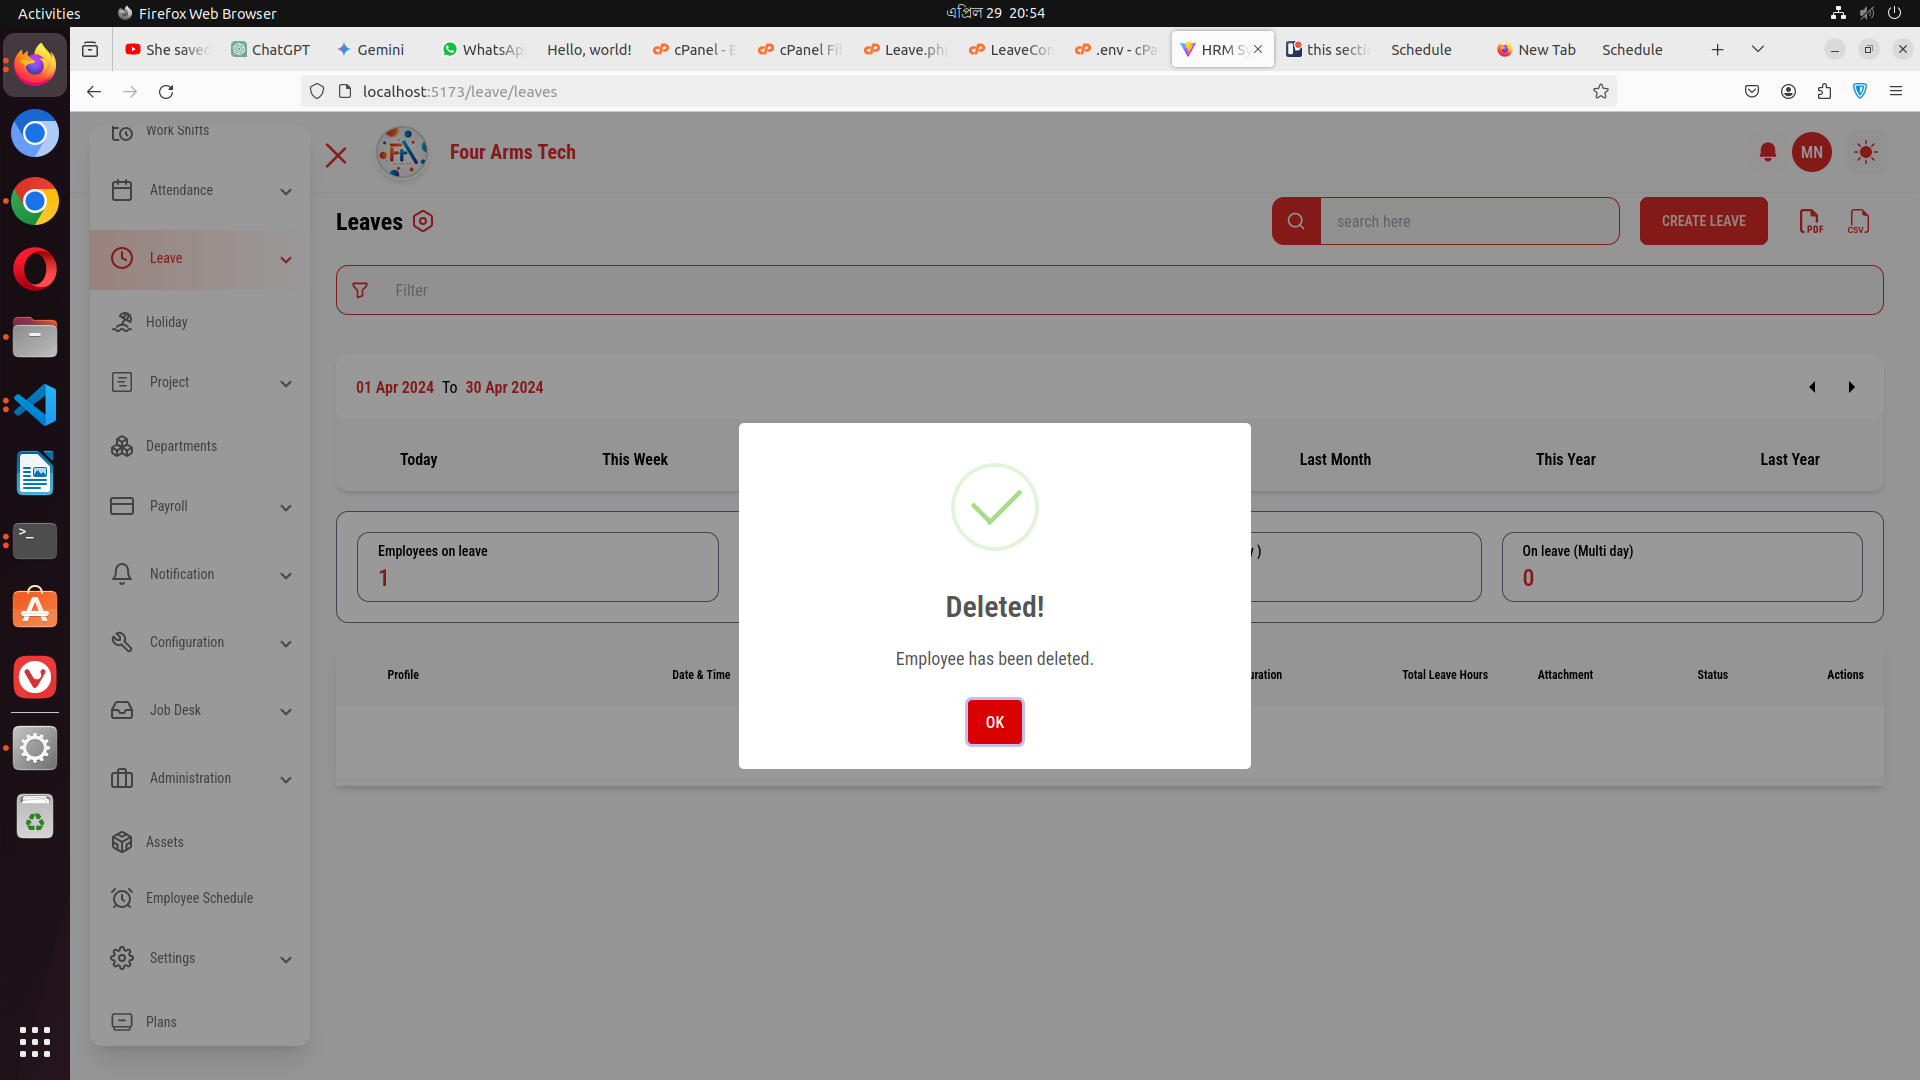 Activities
Firefox Web Browser
এপ্রিল 29 20:54
She saved
ChatGPT
Gemini
WhatsAp
Hello, world!
cPanel - E
cPanel Fil
Leave.ph
LeaveCon
.env - cPa
HRM Sy
this secti
Schedule
New Tab
Schedule
localhost:5173/leave/leaves
Work Shifts
Attendance
Leave
Holiday
Project
Departments
Payroll
Notification
Configuration
Job Desk
Administration
Assets
Employee Schedule
Settings
Plans
Four Arms Tech
MN
Leaves
search here
CREATE LEAVE
PDF
CSV
Filter
01 Apr 2024 To 30 Apr 2024
Today
This Week
Last Month
This Year
Last Year
Employees on leave
1
y )
On leave (Multi day)
0
Profile
Date & Time
uration
Total Leave Hours
Attachment
Status
Actions
Deleted!
Employee has been deleted.
OK